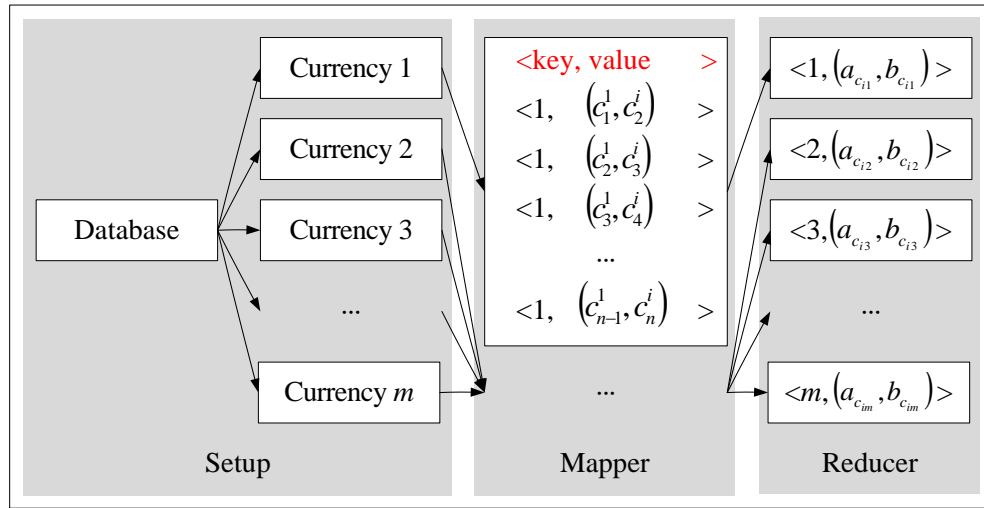 Database
Currency 1
Currency 2
Currency 3
...
Currency m
Setup
<key, value >
<1, (c_1^1, c_2^i) >
<1, (c_2^1, c_3^i) >
<1, (c_3^1, c_4^i) >
...
<1, (c_{n-1}^1, c_n^i) >
...
Mapper
<1, (a_{c_{i1}}, b_{c_{i1}})>
<2, (a_{c_{i2}}, b_{c_{i2}})>
<3, (a_{c_{i3}}, b_{c_{i3}})>
...
<m, (a_{c_{im}}, b_{c_{im}})>
Reducer